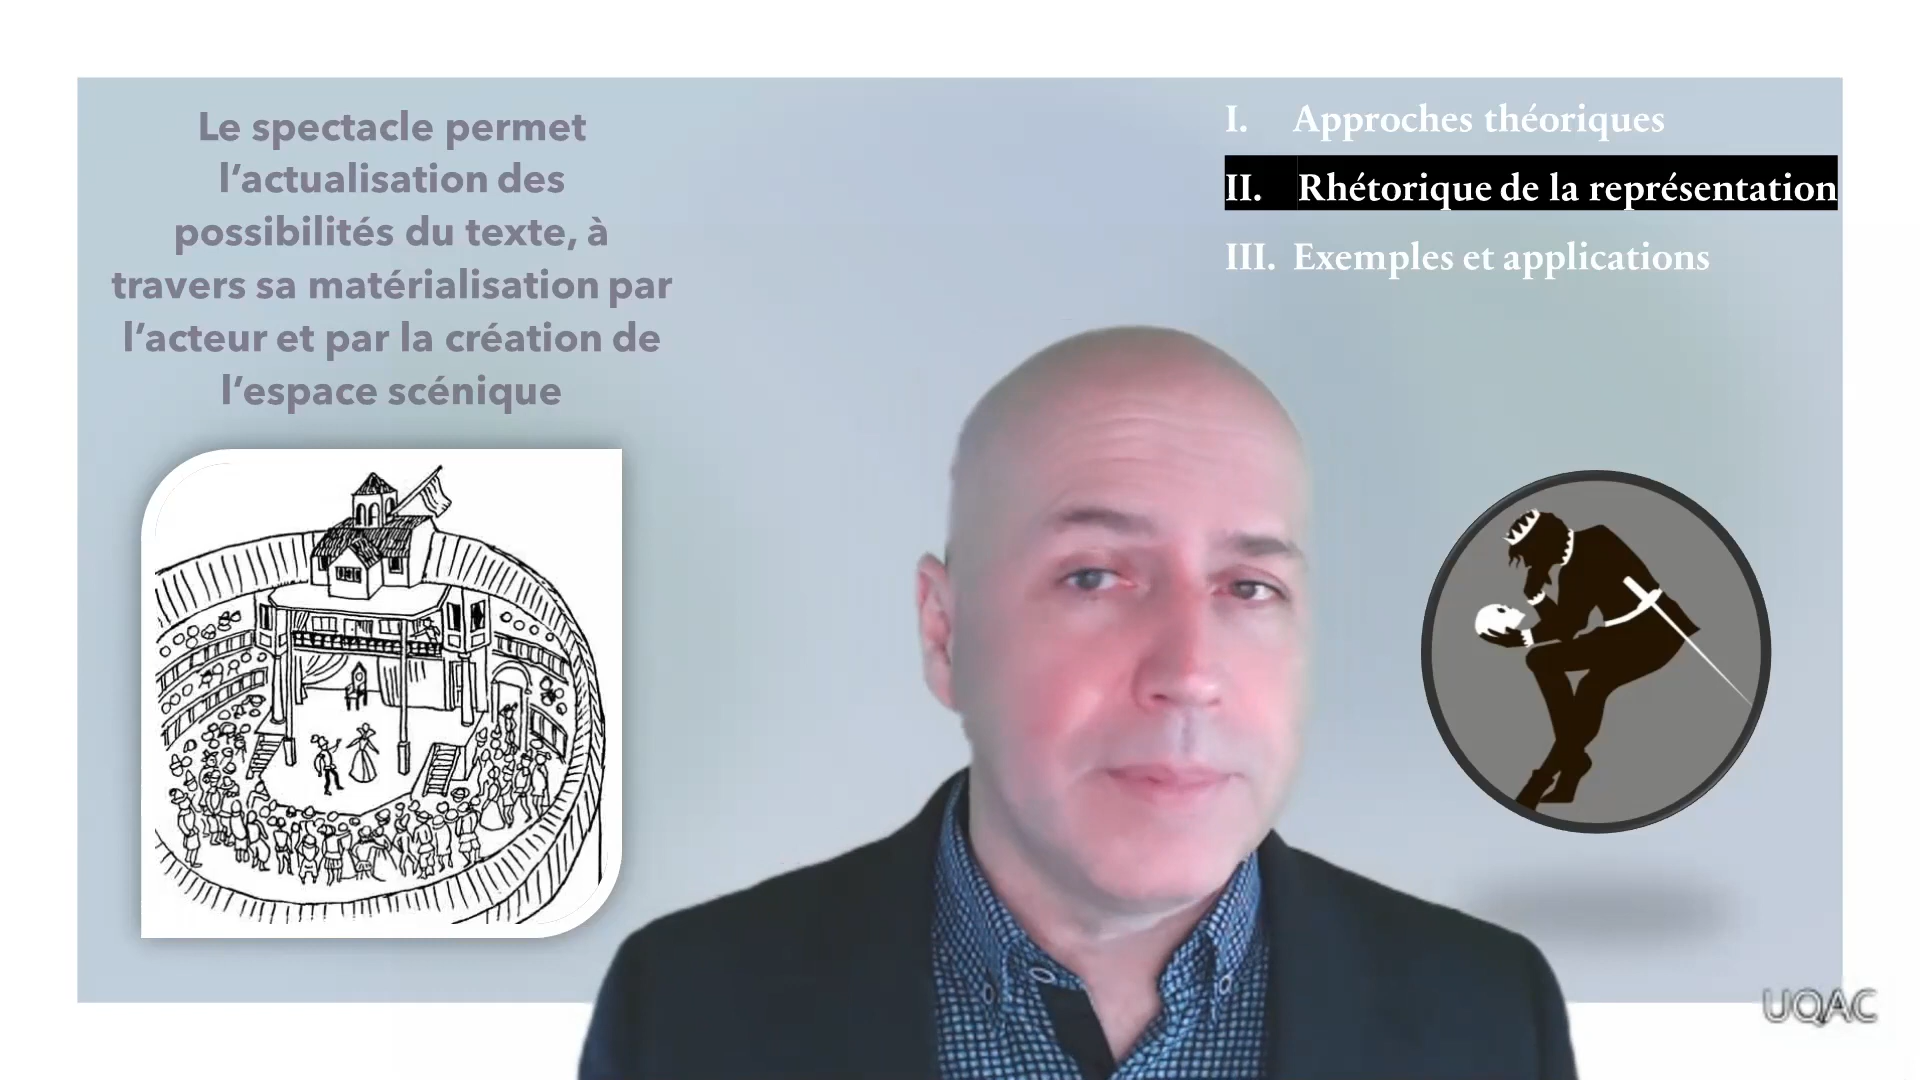 Le spectacle permet
l’actualisation des
possibilités du texte, à
travers sa matérialisation par
l’acteur et par la création de
l’espace scénique
I. Approches théoriques
II. Rhétorique de la représentation
III. Exemples et applications
UQAC